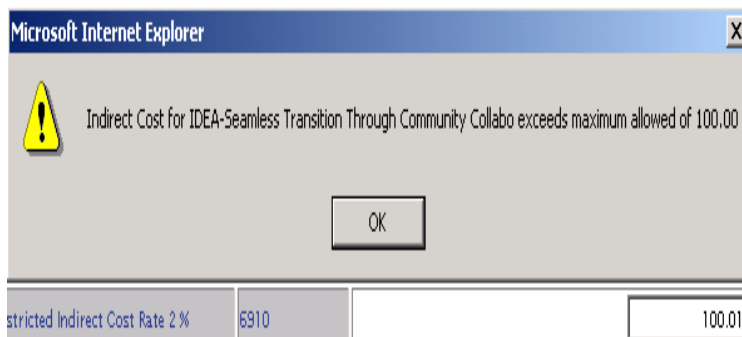 Microsoft Internet Explorer
X
Indirect Cost for IDEA-Seamless Transition Through Community Collabo exceeds maximum allowed of 100.00
OK
stricted Indirect Cost Rate 2 % 6910 100.01